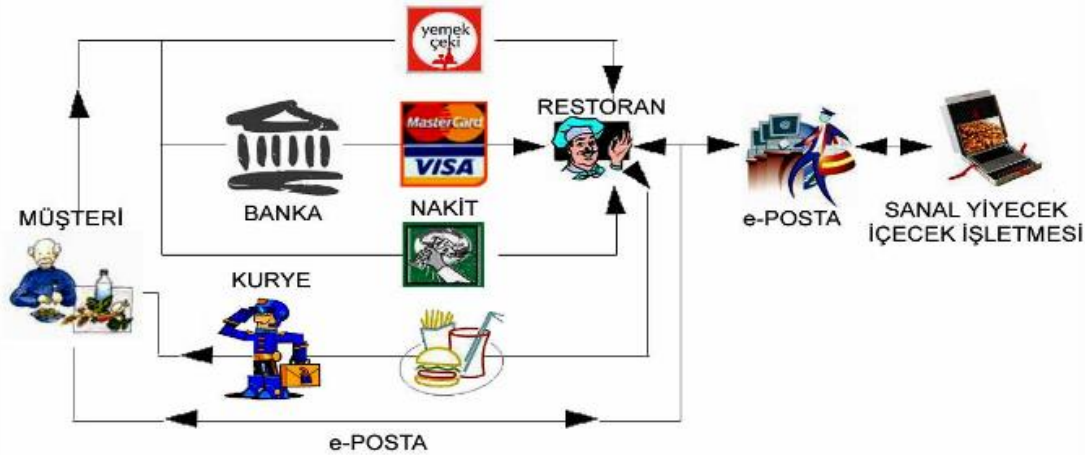 yemek
çeki
RESTORAN
MasterCard
VISA
BANKA
NAKİT
MÜŞTERİ
e-POSTA
SANAL YİYECEK
İÇECEK İŞLETMESİ
KURYE
e-POSTA